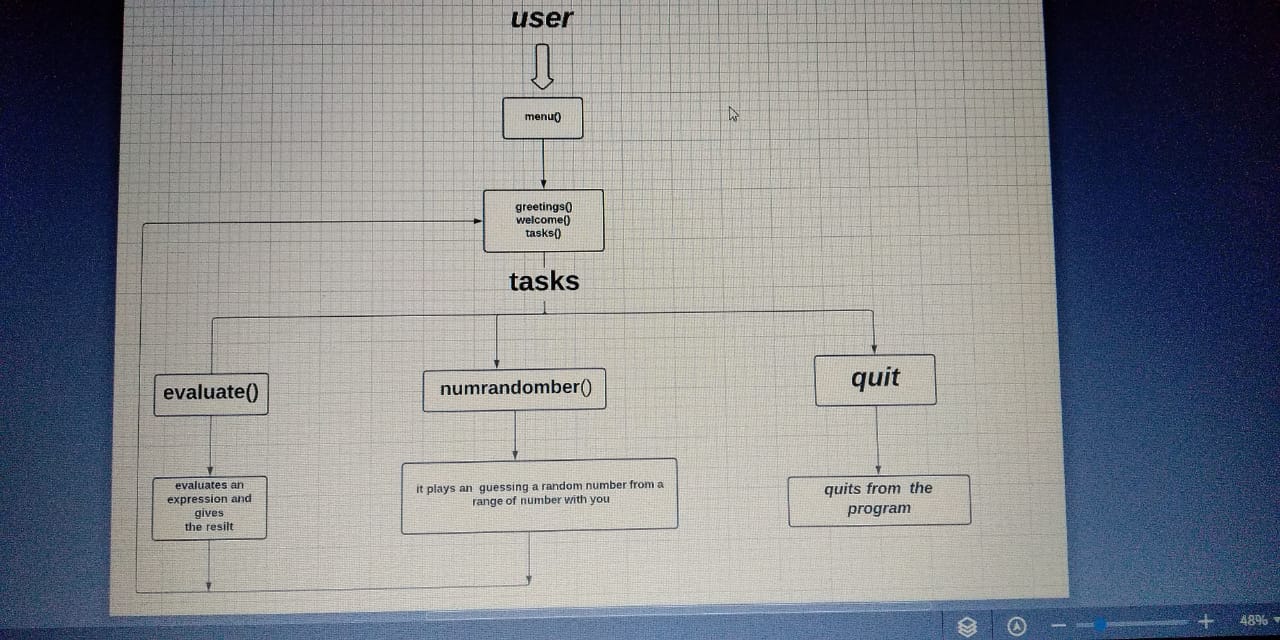 user
menu()
greetings()
welcome()
tasks()
tasks
evaluate()
numrandomber()
quit
evaluates an
expression and
gives
the resilt
it plays an guessing a random number from a
range of number with you
quits from the
program
48%